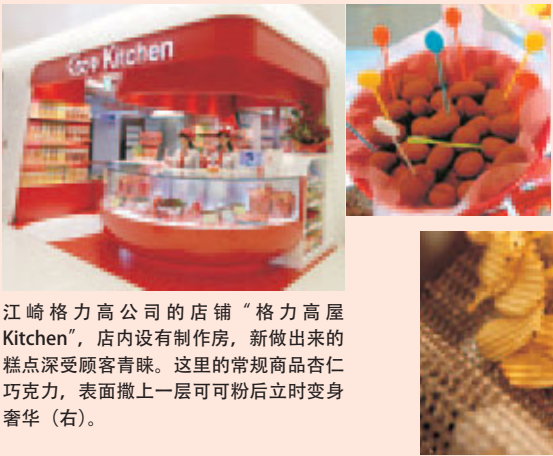 Kitchen
江崎格力高公司的店铺“格力高屋
Kitchen”，店内设有制作房，新做出来的
糕点深受顾客青睐。这里的常规商品杏仁
巧克力，表面撒上一层可可粉后立时变身
奢华（右）。